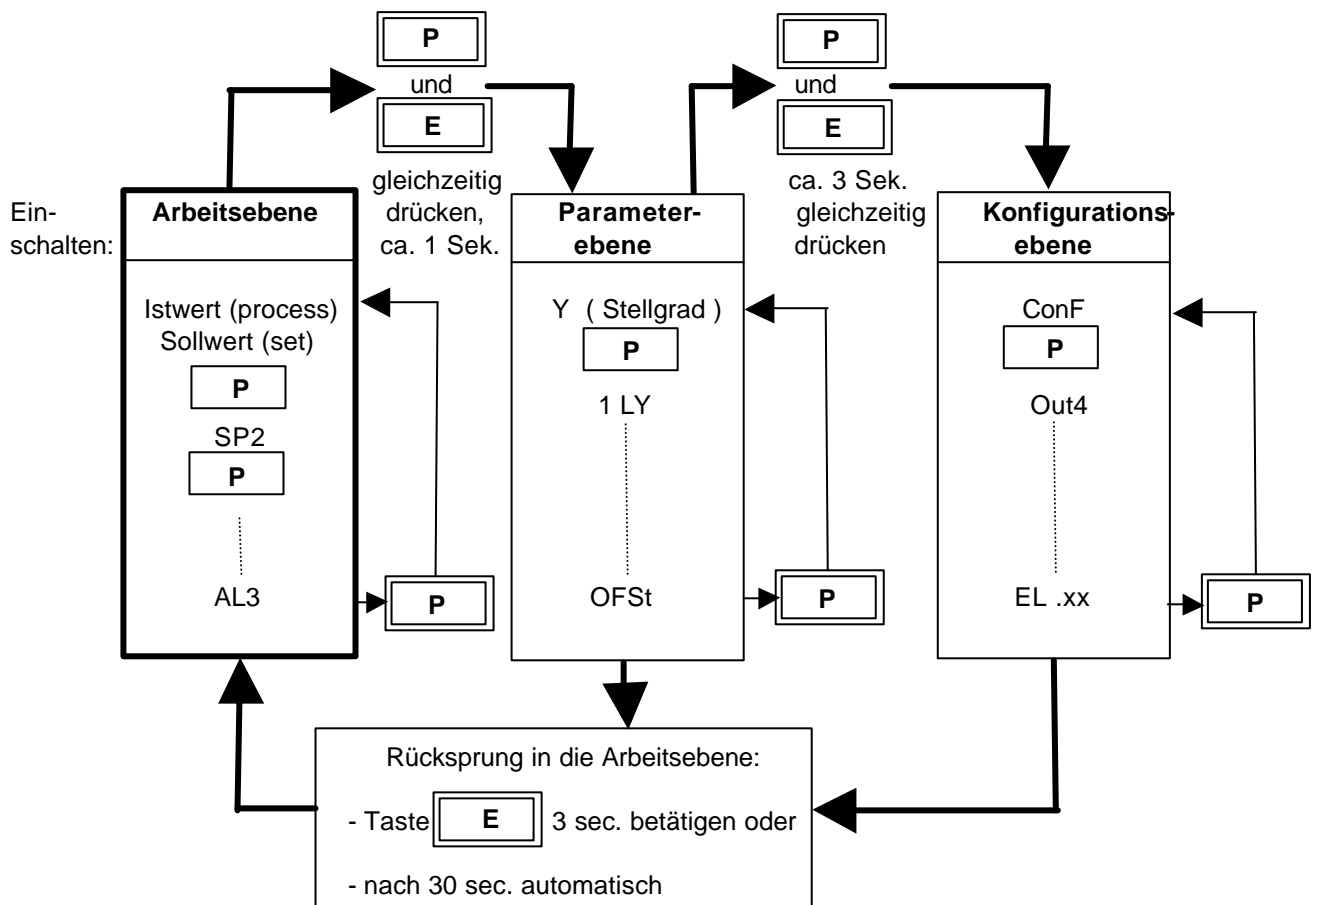 P
und
E
gleichzeitig
drücken,
ca. 1 Sek.
P
und
E
ca. 3 Sek.
gleichzeitig
drücken
Ein-
schalten:
Arbeitsebene
Istwert (process)
Sollwert (set)
P
SP2
P
AL3
P
Parameter-
ebene
Y ( Stellgrad )
P
1 LY
OFSt
P
Konfigurations-
ebene
ConF
P
Out4
EL .xx
P
Rücksprung in die Arbeitsebene:
- Taste E 3 sec. betätigen oder
- nach 30 sec. automatisch